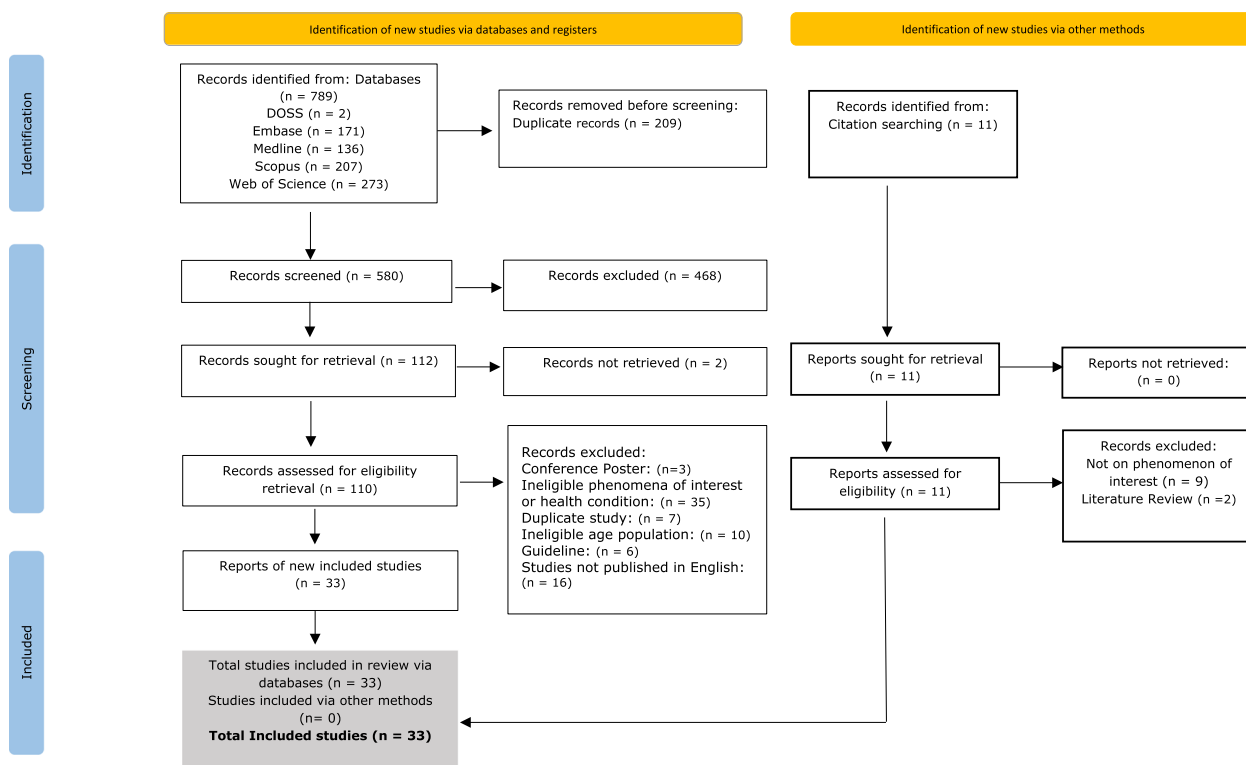 Identification of new studies via databases and registers
Identification of new studies via other methods
Identification
Records identified from: Databases
(n = 789)
DOSS (n = 2)
Embase (n = 171)
Medline (n = 136)
Scopus (n = 207)
Web of Science (n = 273)
Records removed before screening:
Duplicate records (n = 209)
Records identified from:
Citation searching (n = 11)
Screening
Records screened (n = 580)
Records excluded (n = 468)
Records sought for retrieval (n = 112)
Records not retrieved (n = 2)
Reports sought for retrieval
(n = 11)
Reports not retrieved:
(n = 0)
Records assessed for eligibility
retrieval (n = 110)
Records excluded:
Conference Poster: (n=3)
Ineligible phenomena of interest
or health condition: (n = 35)
Duplicate study: (n = 7)
Ineligible age population: (n = 10)
Guideline: (n = 6)
Studies not published in English:
(n = 16)
Reports assessed for
eligibility (n = 11)
Records excluded:
Not on phenomenon of
interest (n = 9)
Literature Review (n =2)
Included
Reports of new included studies
(n = 33)
Total studies included in review via
databases (n = 33)
Studies included via other methods
(n= 0)
Total Included studies (n = 33)